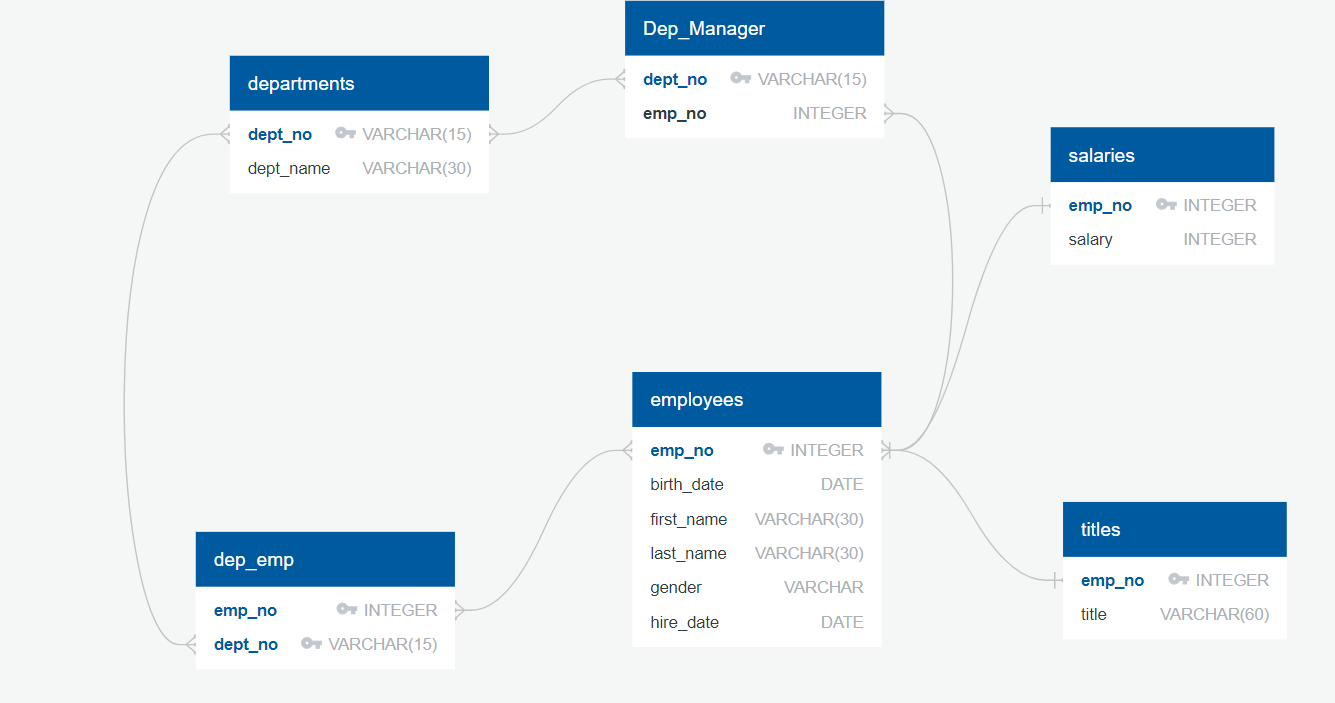 Dep_Manager
dept_no VARCHAR(15)
emp_no INTEGER
departments
dept_no VARCHAR(15)
dept_name VARCHAR(30)
salaries
emp_no INTEGER
salary INTEGER
employees
emp_no INTEGER
birth_date DATE
first_name VARCHAR(30)
last_name VARCHAR(30)
gender VARCHAR
hire_date DATE
dep_emp
emp_no INTEGER
dept_no VARCHAR(15)
titles
emp_no INTEGER
title VARCHAR(60)